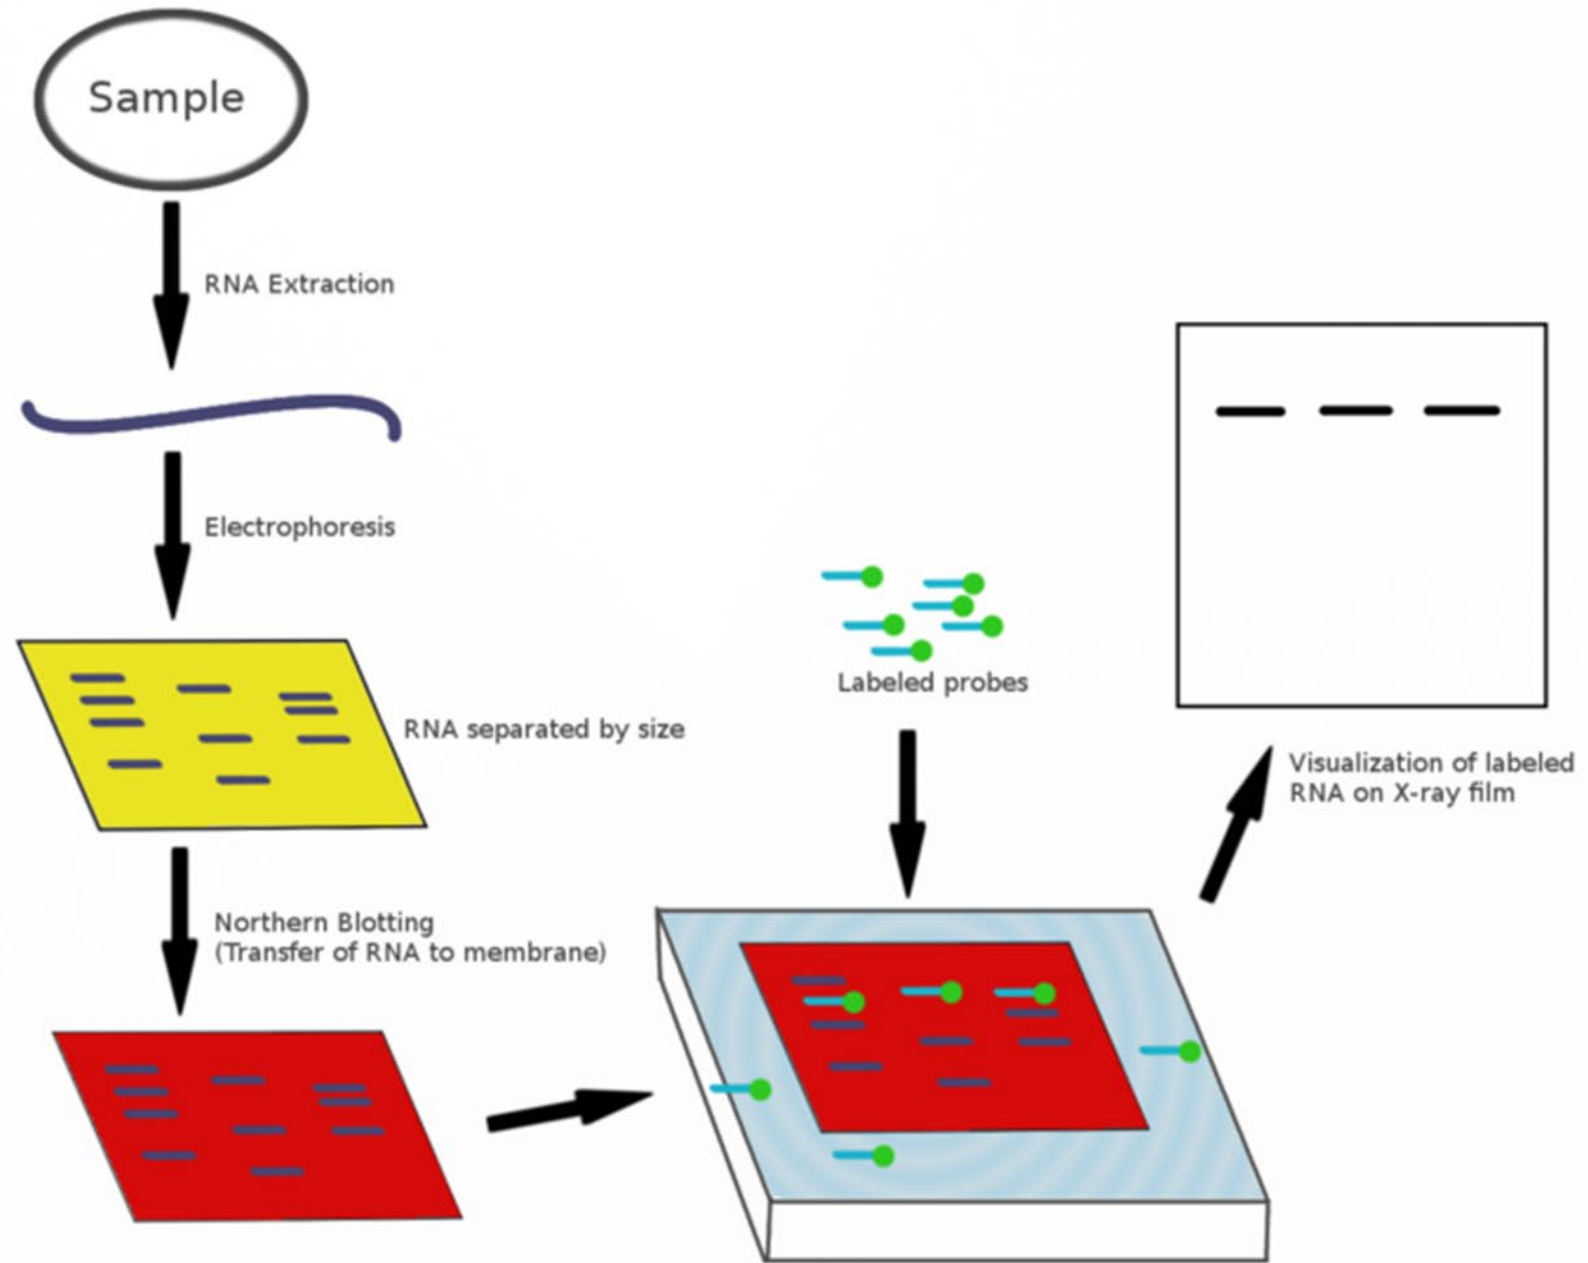 Sample
RNA Extraction
Electrophoresis
RNA separated by size
Northern Blotting
(Transfer of RNA to membrane)
Labeled probes
Visualization of labeled
RNA on X-ray film